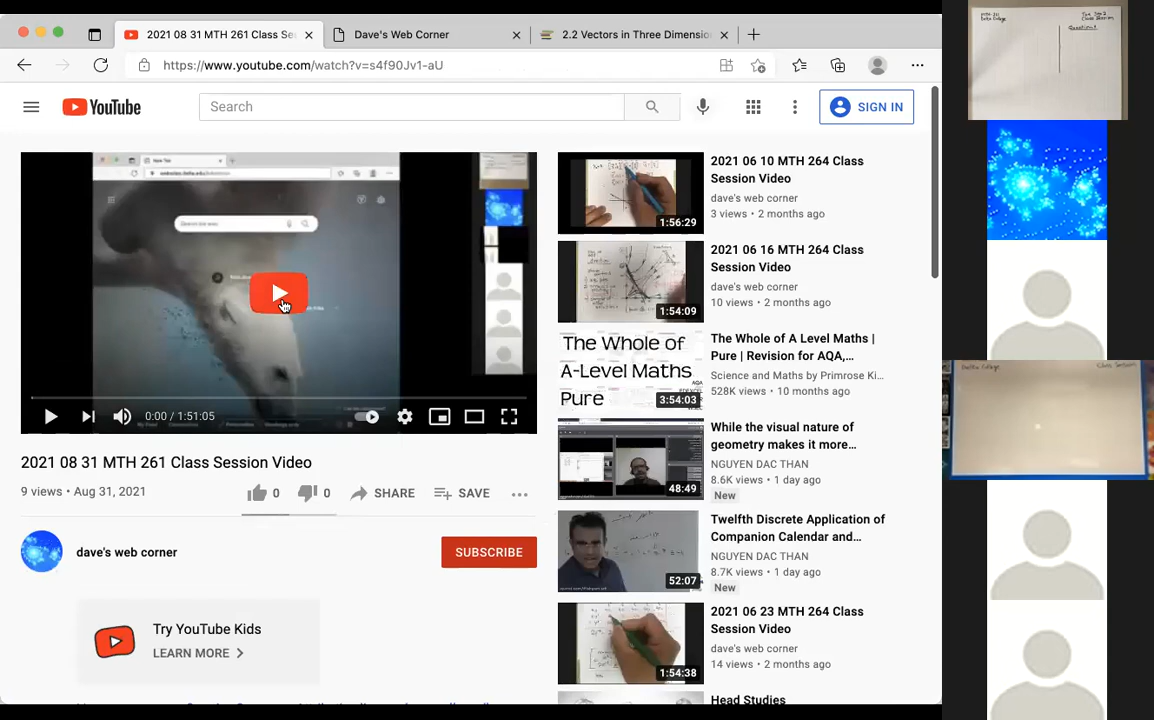 2021 08 31 MTH 261 Class Se
Dave's Web Corner
2.2 Vectors in Three Dimensio
https://www.youtube.com/watch?v=s4f90Jv1-aU
YouTube
Search
SIGN IN
New Tab
0:00 / 1:51:05
2021 08 31 MTH 261 Class Session Video
9 views • Aug 31, 2021
0
0
SHARE
SAVE
dave's web corner
SUBSCRIBE
Try YouTube Kids
LEARN MORE
1:56:29
2021 06 10 MTH 264 Class
Session Video
dave's web corner
3 views • 2 months ago
1:54:09
2021 06 16 MTH 264 Class
Session Video
dave's web corner
10 views • 2 months ago
The Whole of
A-Level Maths
Pure
3:54:03
The Whole of A Level Maths |
Pure | Revision for AQA,...
Science and Maths by Primrose Ki...
528K views • 10 months ago
48:49
While the visual nature of
geometry makes it more...
NGUYEN DAC THAN
8.6K views • 1 day ago
New
52:07
Twelfth Discrete Application of
Companion Calendar and...
NGUYEN DAC THAN
8.7K views • 1 day ago
New
1:54:38
2021 06 23 MTH 264 Class
Session Video
dave's web corner
14 views • 2 months ago
Head Studies
Delta College
Class Session
Questions
Delta College
Class Session